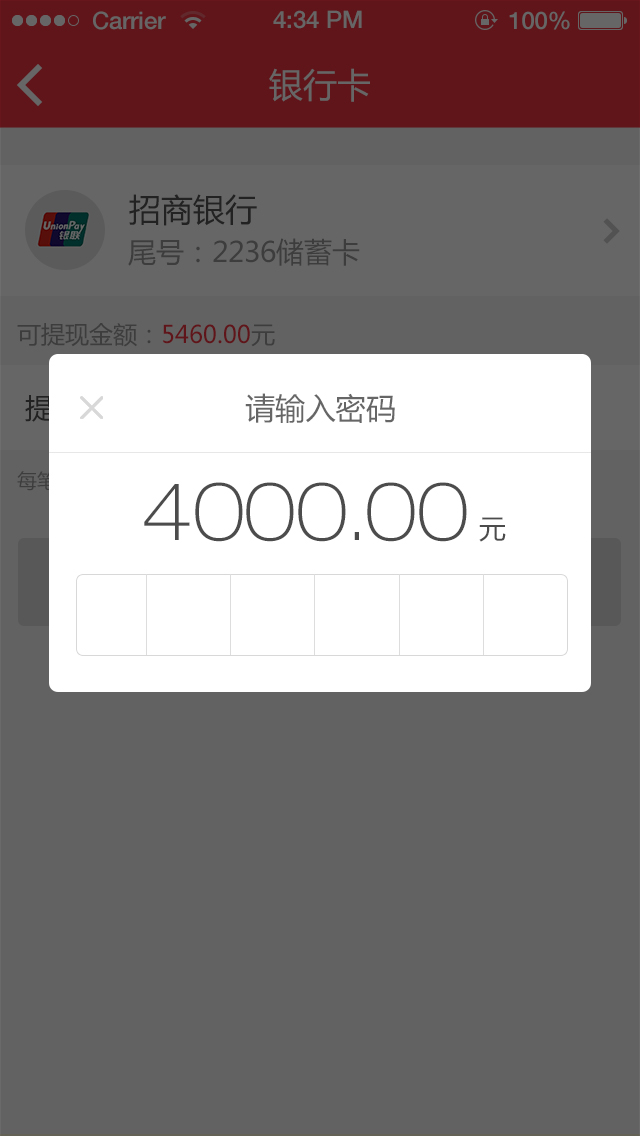 Carrier 4:34 PM 100%
银行卡
招商银行
UnionPay
银联
尾号：2236储蓄卡
可提现金额：5460.00元
提
请输入密码
每笔
4000.00 元